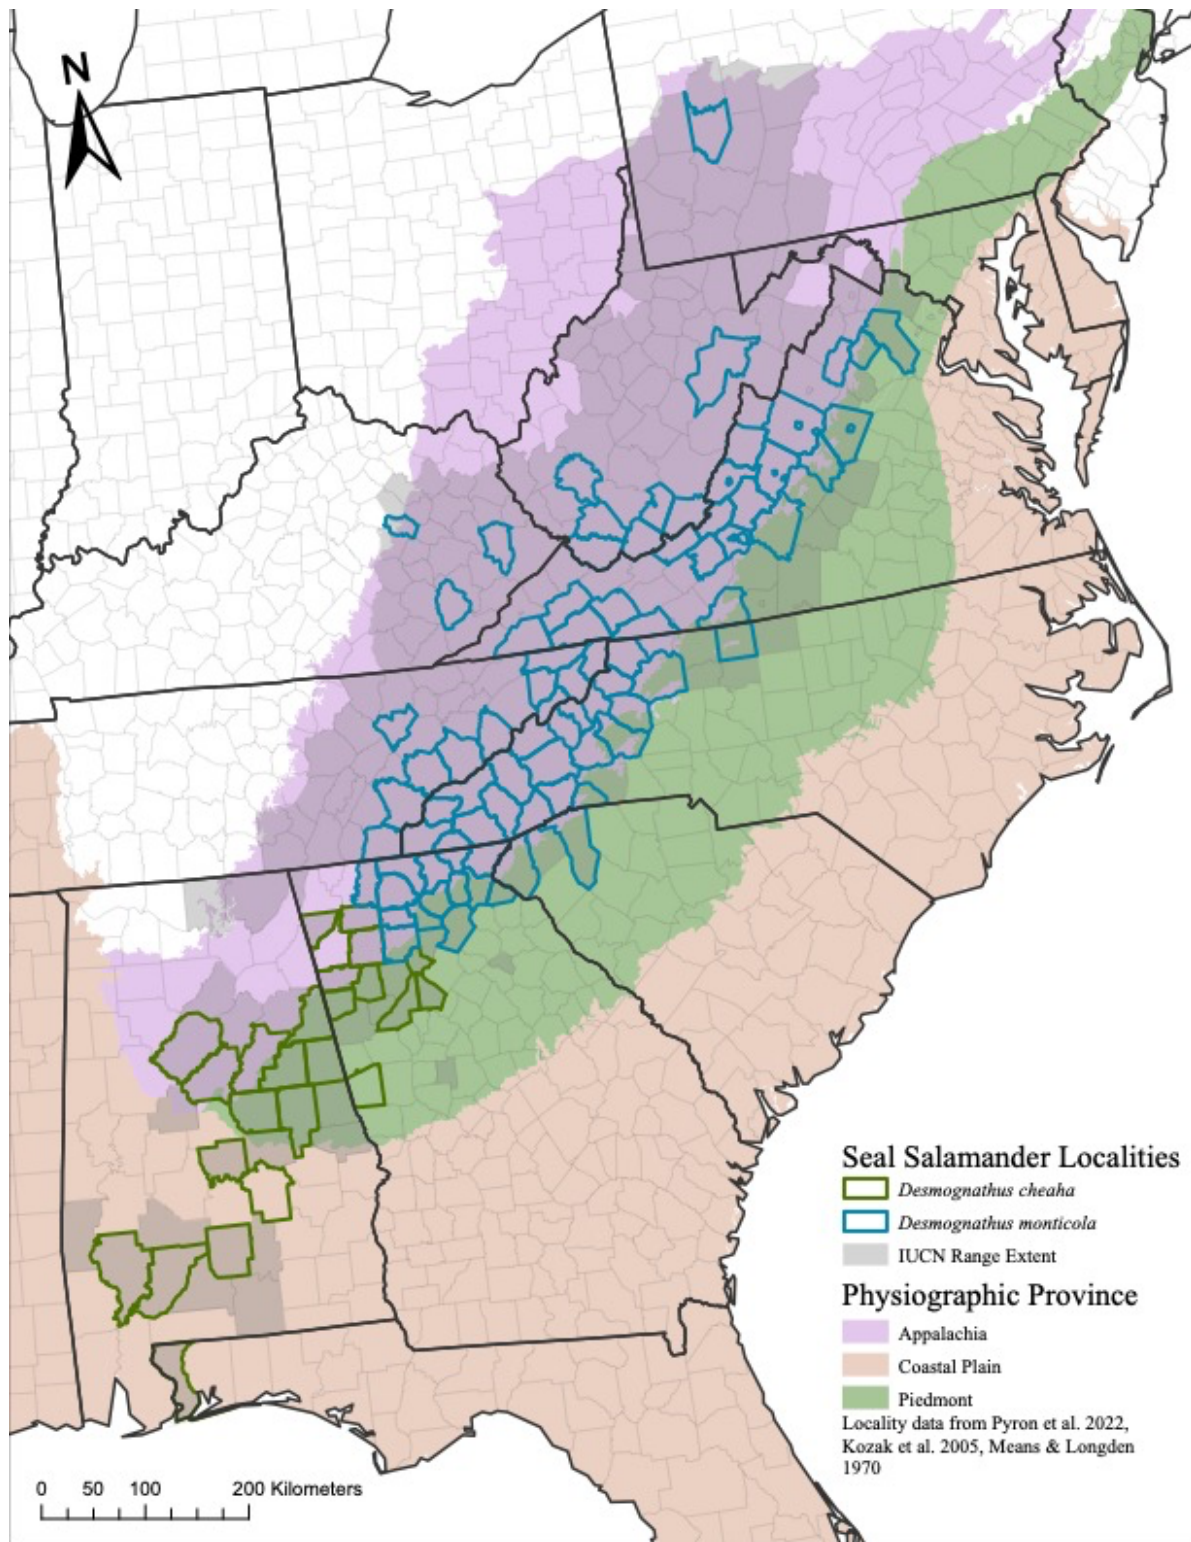 N
Seal Salamander Localities
Desmognathus cheaha
Desmognathus monticola
IUCN Range Extent
Physiographic Province
Appalachia
Coastal Plain
Piedmont
Locality data from Pyron et al. 2022,
Kozak et al. 2005, Means & Longden
1970
0 50 100 200 Kilometers